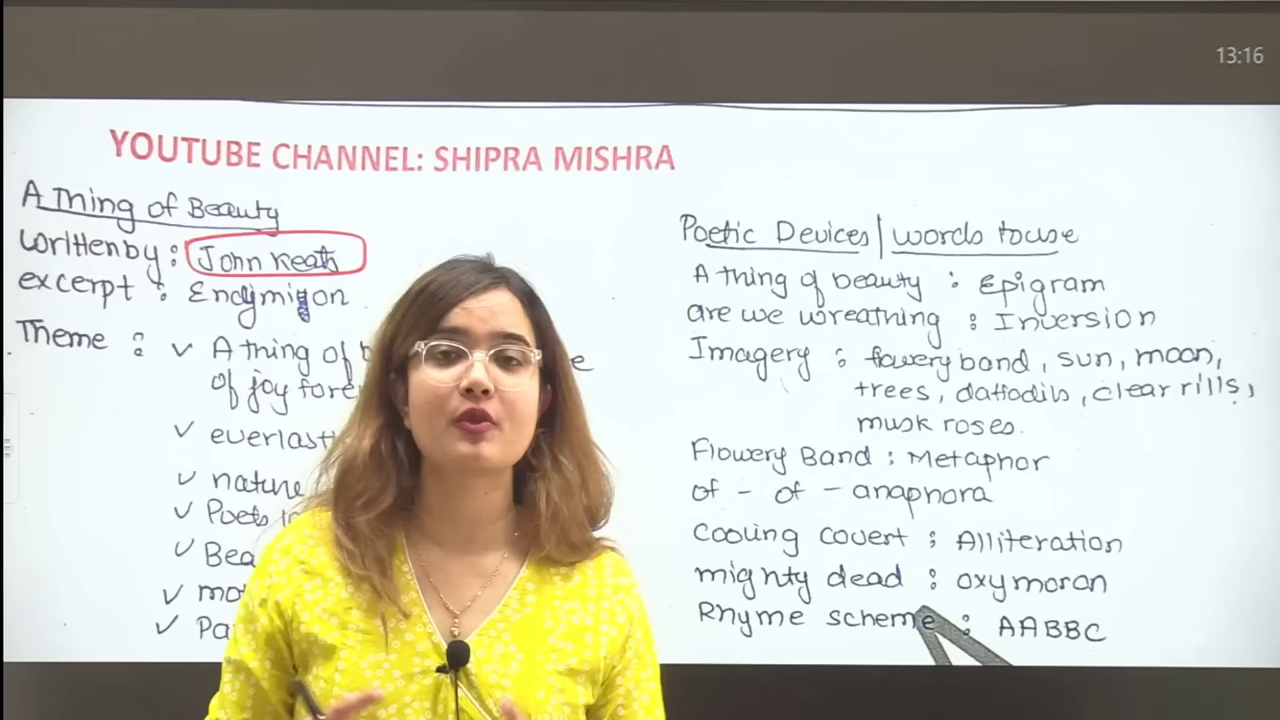 13:16
YOUTUBE CHANNEL: SHIPRA MISHRA
A Thing of Beauty
Written by : John Keats
excerpt : Endymion
Theme : ✓ A thing of
of joy fore
✓ everlast
✓ nature
✓ Poets
✓ Bea
✓ mo
✓ Pa
Poetic Devices | words to use
A thing of beauty : Epigram
are we wreathing : Inversion
Imagery : flowery band, sun, moon,
trees, daffodils, clear rills,
musk roses.
Flowery Band : Metaphor
of - of - anaphora
Cooling covert : Alliteration
mighty dead : oxymoran
Rhyme scheme : AABBC